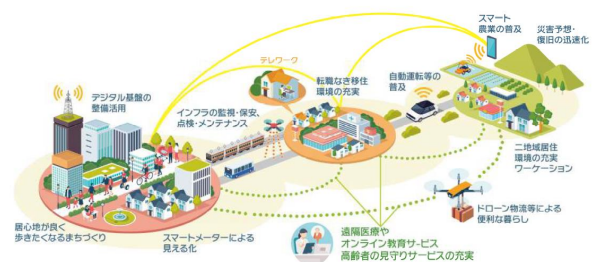 スマート
農業の普及
災害予想・
復旧の迅速化
テレワーク
転職なき移住
環境の充実
自動運転等の
普及
デジタル基盤の
整備活用
インフラの監視・保安、
点検・メンテナンス
二地域居住
環境の充実
ワーケーション
ドローン物流等による
便利な暮らし
居心地が良く
歩きたくなるまちづくり
スマートメーターによる
見える化
遠隔医療や
オンライン教育サービス
高齢者の見守りサービスの充実